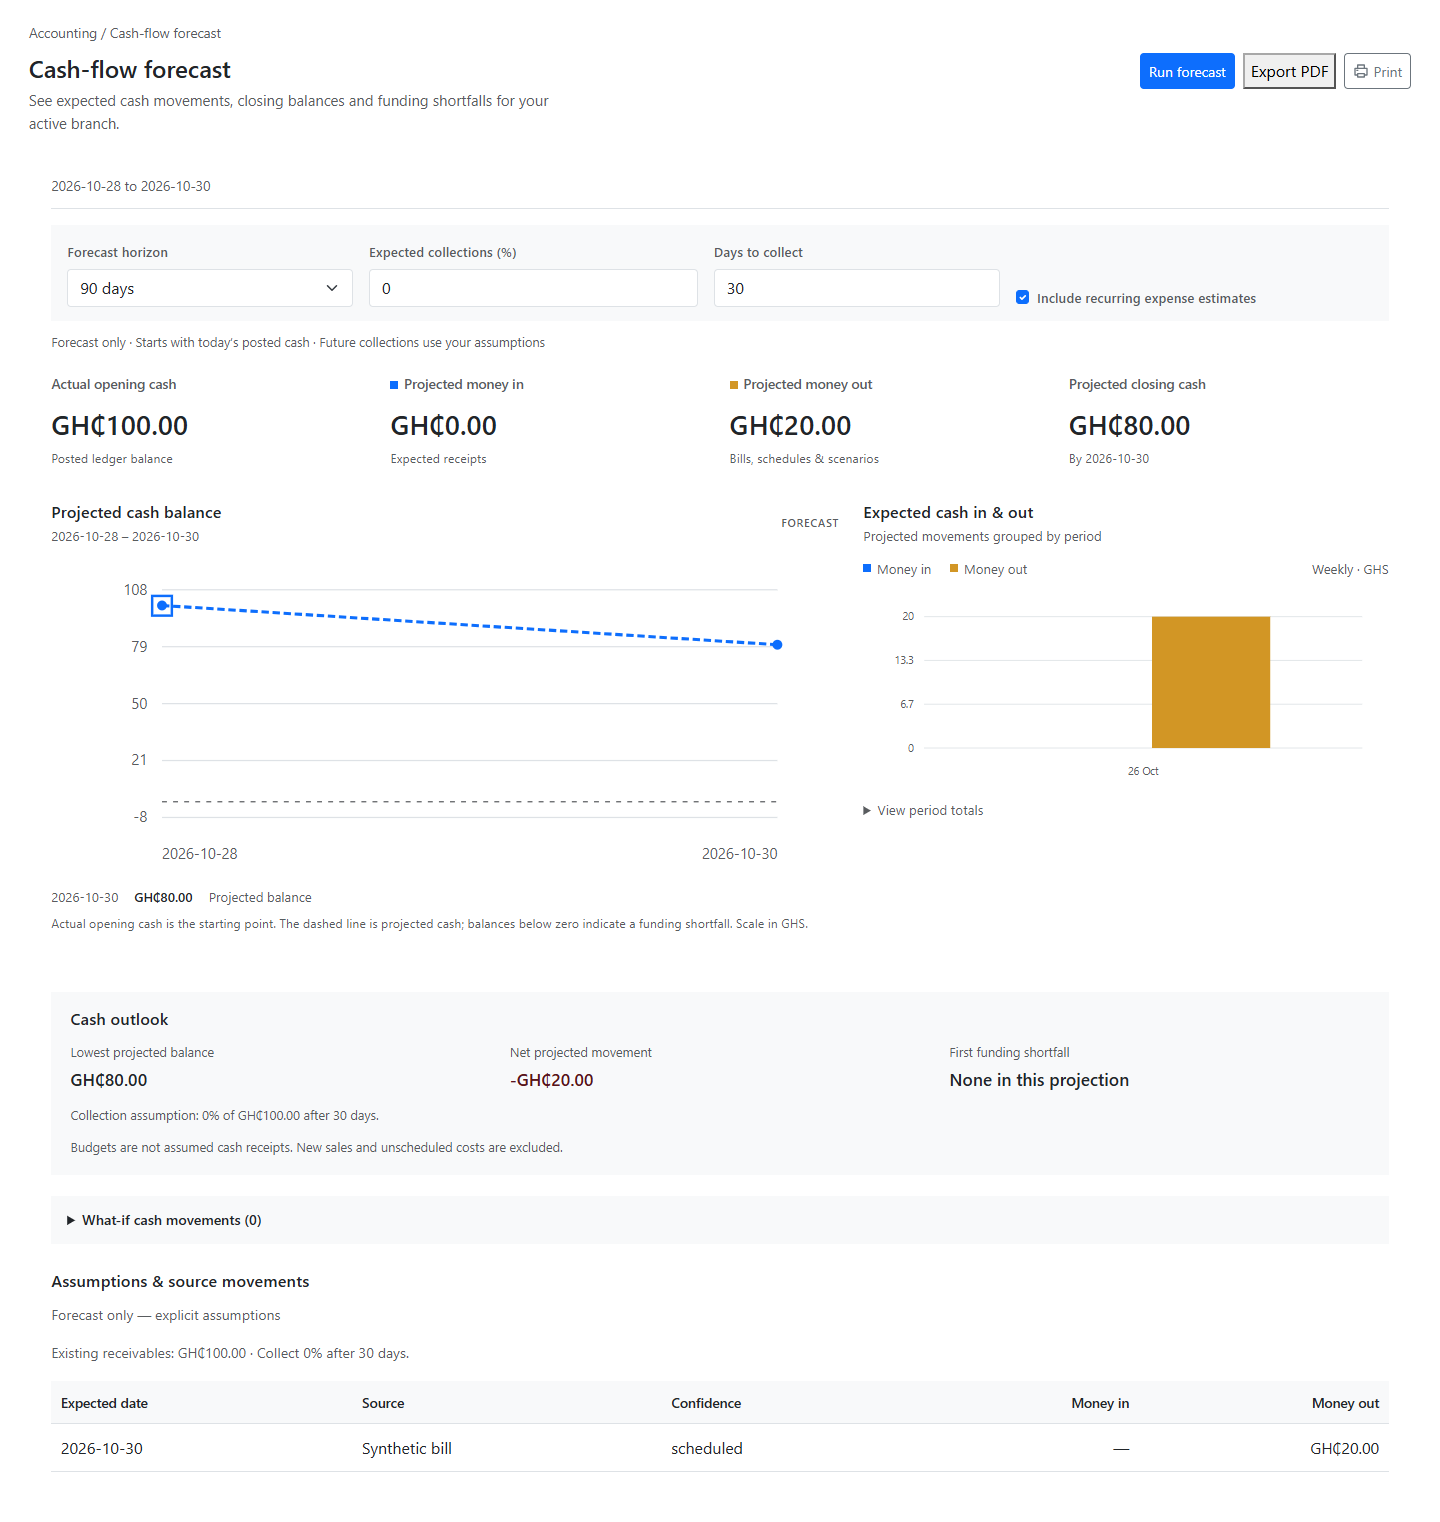 Accounting / Cash-flow forecast
Cash-flow forecast
Run forecast
Export PDF
Print
See expected cash movements, closing balances and funding shortfalls for your
active branch.
2026-10-28 to 2026-10-30
Forecast horizon
Expected collections (%)
Days to collect
90 days
0
30
Include recurring expense estimates
Forecast only · Starts with today's posted cash · Future collections use your assumptions
Actual opening cash
Projected money in
Projected money out
Projected closing cash
GH₵100.00
GH₵0.00
GH₵20.00
GH₵80.00
Posted ledger balance
Expected receipts
Bills, schedules & scenarios
By 2026-10-30
Projected cash balance
2026-10-28 – 2026-10-30
FORECAST
108
79
50
21
-8
2026-10-28
2026-10-30
2026-10-30 GH₵80.00 Projected balance
Actual opening cash is the starting point. The dashed line is projected cash; balances below zero indicate a funding shortfall. Scale in GHS.
Expected cash in & out
Projected movements grouped by period
Money in
Money out
Weekly · GHS
20
13.3
6.7
0
26 Oct
View period totals
Cash outlook
Lowest projected balance
Net projected movement
First funding shortfall
GH₵80.00
-GH₵20.00
None in this projection
Collection assumption: 0% of GH₵100.00 after 30 days.
Budgets are not assumed cash receipts. New sales and unscheduled costs are excluded.
What-if cash movements (0)
Assumptions & source movements
Forecast only — explicit assumptions
Existing receivables: GH₵100.00 · Collect 0% after 30 days.
Expected date
Source
Confidence
Money in
Money out
2026-10-30
Synthetic bill
scheduled
—
GH₵20.00